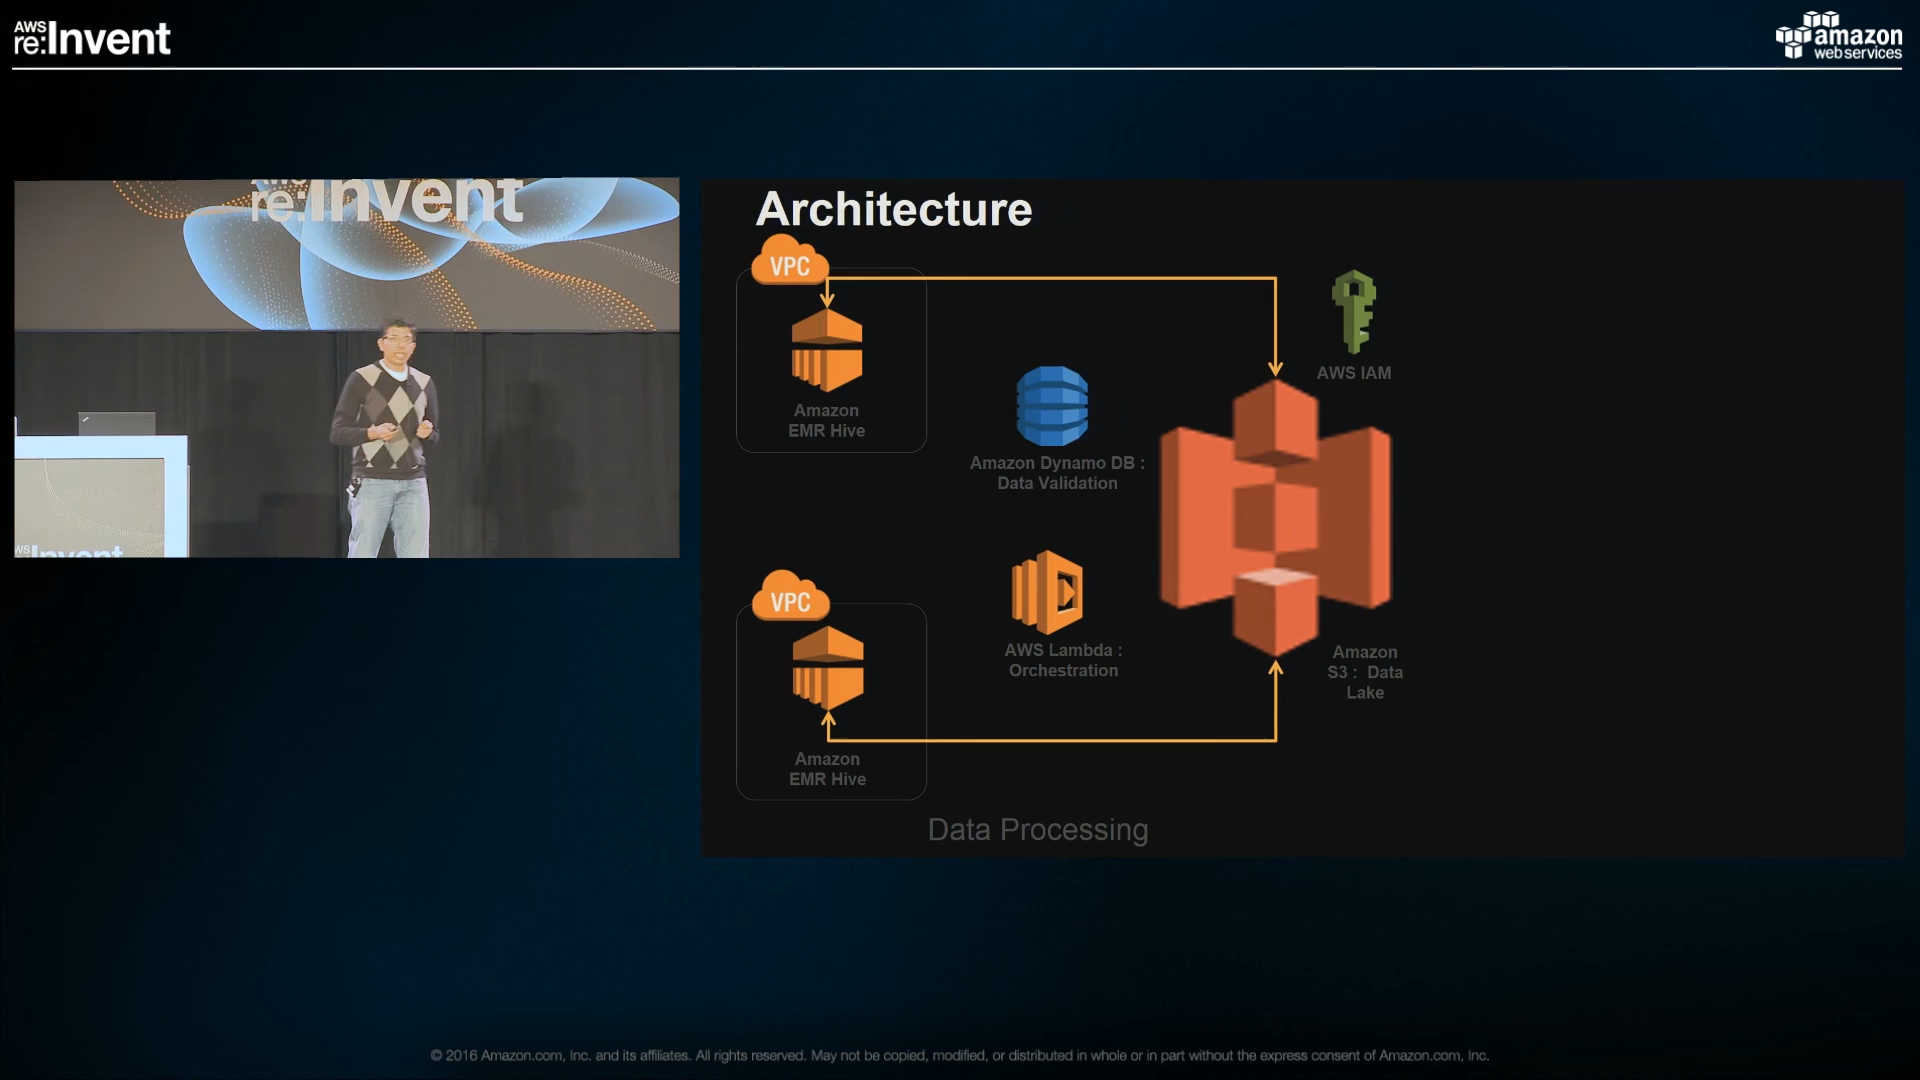 AWS
re:Invent
amazon
webservices
re:Invent
Invent
Architecture
VPC
Amazon
EMR Hive
Amazon Dynamo DB :
Data Validation
AWS IAM
VPC
Amazon
EMR Hive
AWS Lambda :
Orchestration
Amazon
S3 : Data
Lake
Data Processing
© 2016 Amazon.com, Inc. and its affiliates. All rights reserved. May not be copied, modified, or distributed in whole or in part without the express consent of Amazon.com, Inc.